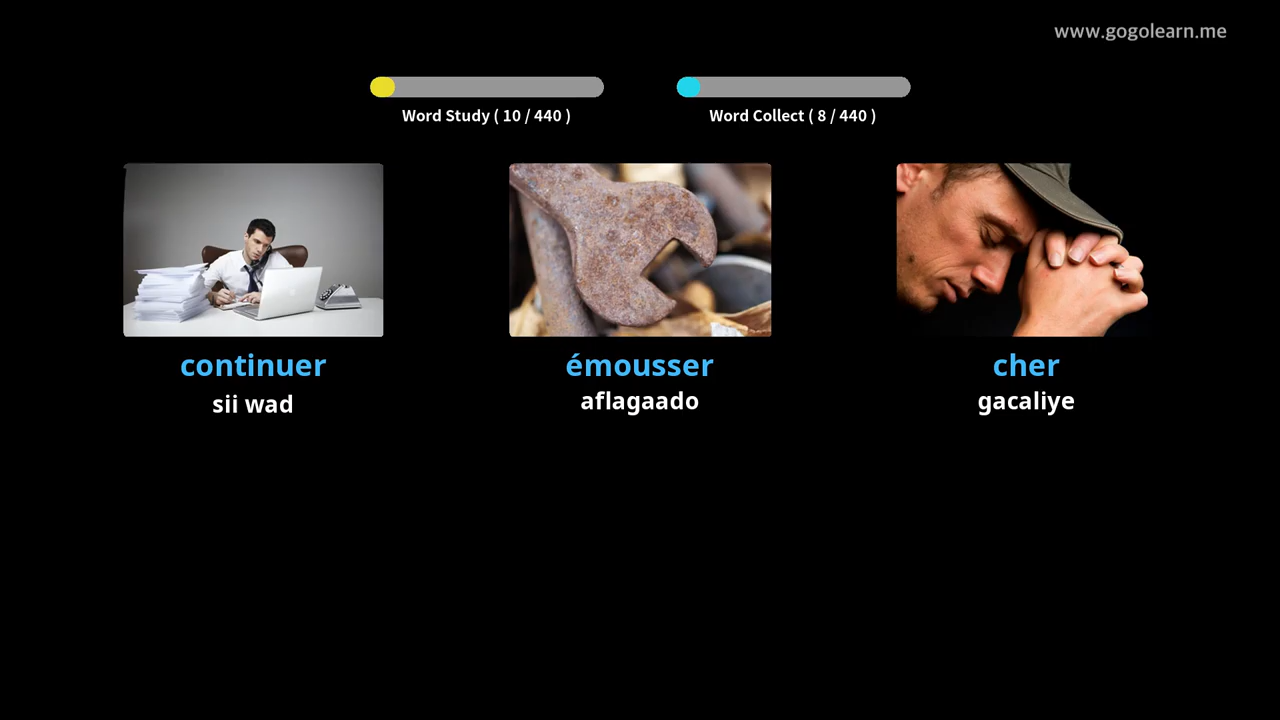 www.gogolearn.me
Word Study ( 10 / 440 )
Word Collect ( 8 / 440 )
continuer
sii wad
émousser
aflagaado
cher
gacaliye